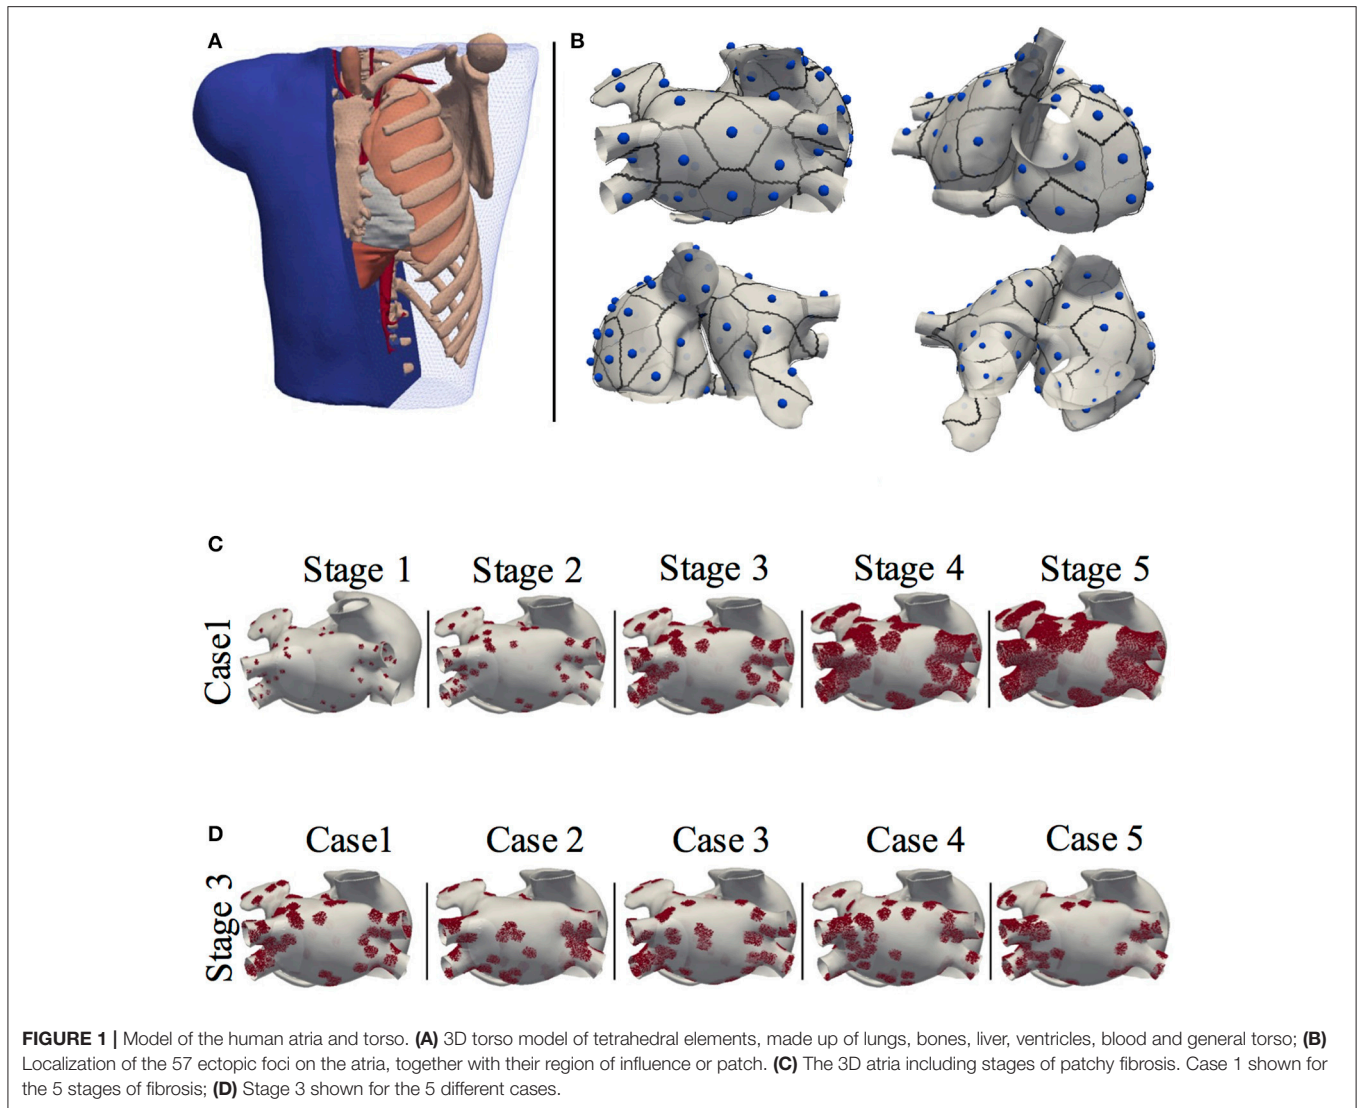 A
B
C
Stage 1
Stage 2
Stage 3
Stage 4
Stage 5
Case1
D
Case1
Case 2
Case 3
Case 4
Case 5
Stage 3
FIGURE 1 | Model of the human atria and torso. (A) 3D torso model of tetrahedral elements, made up of lungs, bones, liver, ventricles, blood and general torso; (B)
Localization of the 57 ectopic foci on the atria, together with their region of influence or patch. (C) The 3D atria including stages of patchy fibrosis. Case 1 shown for
the 5 stages of fibrosis; (D) Stage 3 shown for the 5 different cases.